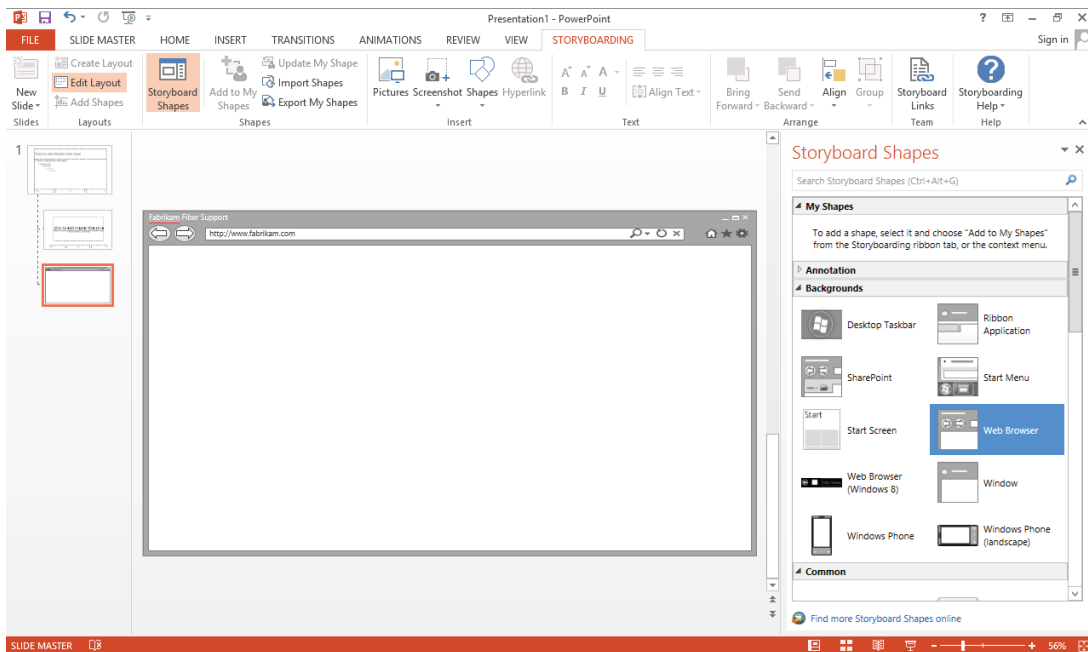 Presentation1 - PowerPoint
FILE SLIDE MASTER HOME INSERT TRANSITIONS ANIMATIONS REVIEW VIEW STORYBOARDING Sign in
New Slide
Create Layout
Edit Layout
Add Shapes
Storyboard Shapes
Add to My Shapes
Update My Shape
Import Shapes
Export My Shapes
Pictures Screenshot Shapes Hyperlink
A A A
B I U
Align Text
Bring Forward
Send Backward
Align Group
Storyboard Links
Storyboarding Help
Slides Layouts Shapes Insert Text Arrange Team Help
1
Fabrikam Fiber Support
http://www.fabrikam.com
Storyboard Shapes
Search Storyboard Shapes (Ctrl+Alt+G)
My Shapes
To add a shape, select it and choose "Add to My Shapes"
from the Storyboarding ribbon tab, or the context menu.
Annotation
Backgrounds
Desktop Taskbar
Ribbon Application
SharePoint
Start Menu
Start
Start Screen
Web Browser
Web Browser (Windows 8)
Window
Windows Phone
Windows Phone (landscape)
Common
Find more Storyboard Shapes online
SLIDE MASTER
56%